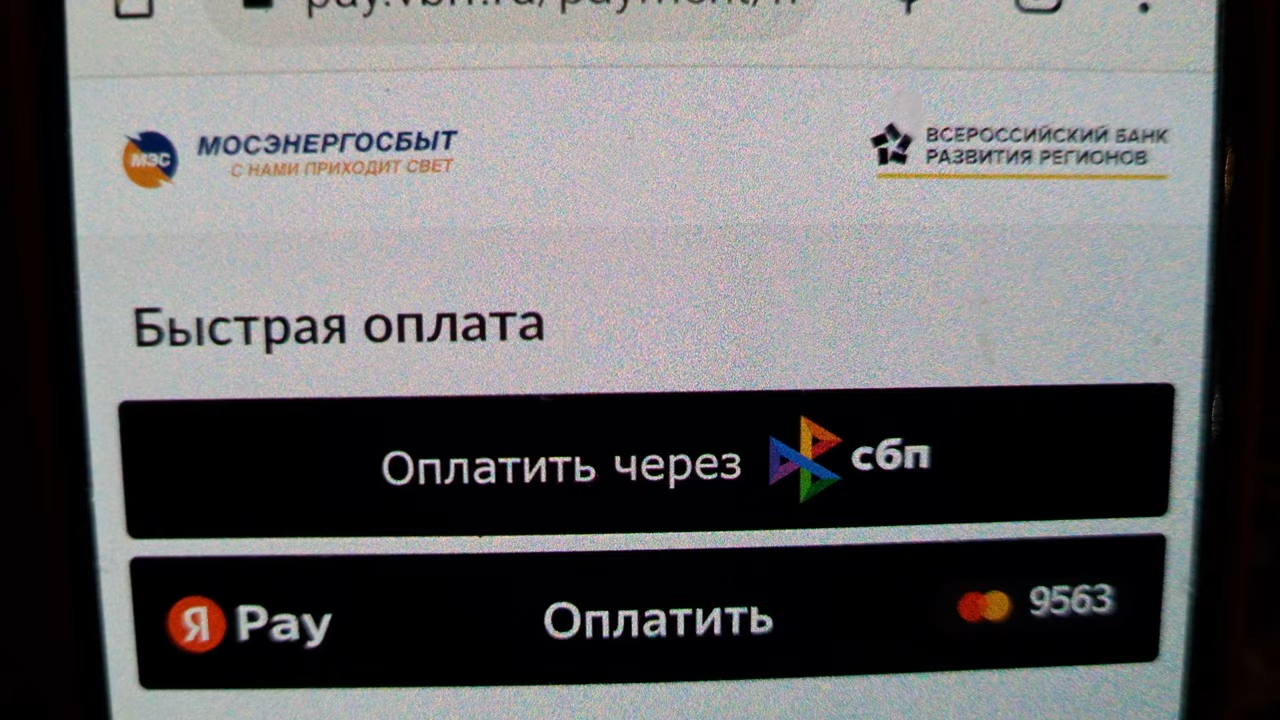 МОСЭНЕРГОСБЫТ
С НАМИ ПРИХОДИТ СВЕТ
МЭС
ВСЕРОССИЙСКИЙ БАНК
РАЗВИТИЯ РЕГИОНОВ
Быстрая оплата
Оплатить через сбп
Я Pay Оплатить 9563